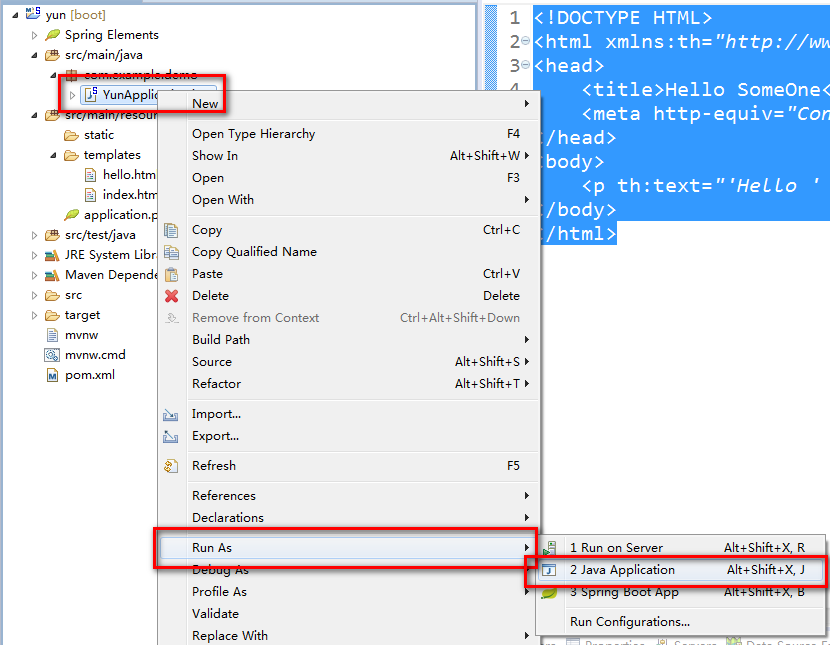 yun [boot]
Spring Elements
src/main/java
com.example.demo
YunApplic
src/main/resour
static
templates
hello.htm
index.htm
application.p
src/test/java
JRE System Libr
Maven Depende
src
target
mvnw
mvnw.cmd
pom.xml
New
Open Type Hierarchy F4
Show In Alt+Shift+W
Open F3
Open With
Copy Ctrl+C
Copy Qualified Name
Paste Ctrl+V
Delete Delete
Remove from Context Ctrl+Alt+Shift+Down
Build Path
Source Alt+Shift+S
Refactor Alt+Shift+T
Import...
Export...
Refresh F5
References
Declarations
Run As
Debug As
Profile As
Validate
Replace With
1 Run on Server Alt+Shift+X, R
2 Java Application Alt+Shift+X, J
3 Spring Boot App Alt+Shift+X, B
Run Configurations...
1 <!DOCTYPE HTML>
2 <html xmlns:th="http://ww
3 <head>
4 <title>Hello SomeOne<
<meta http-equiv="Con
/head>
body>
<p th:text="'Hello '
/body>
/html>
Properties Servers Data Source E